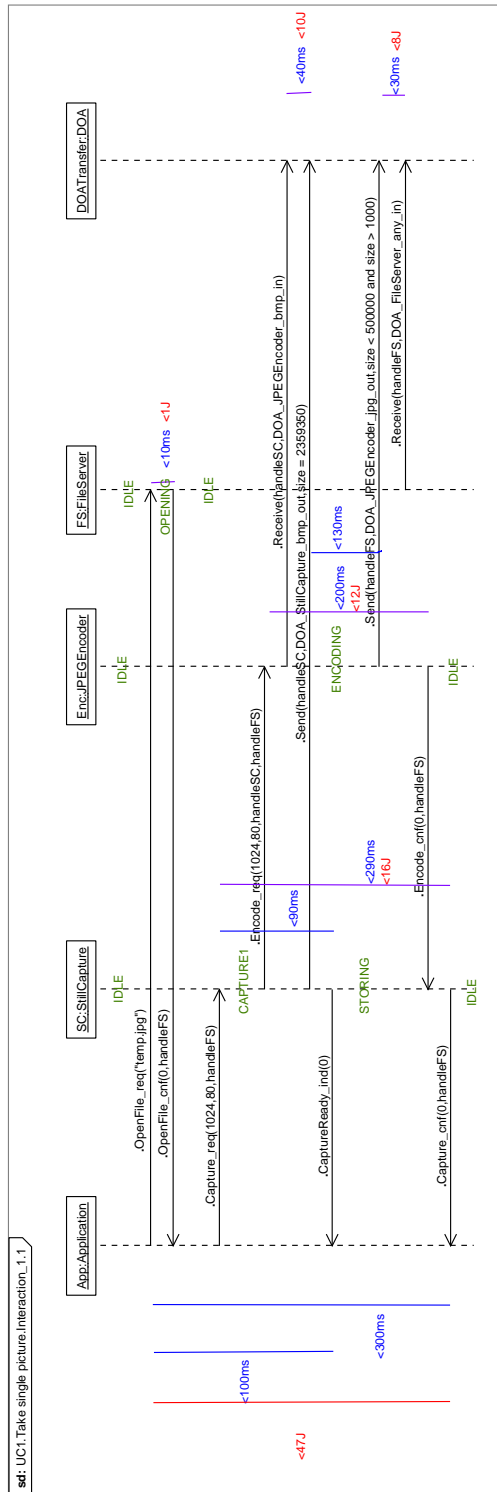 sd: UC1.Take single picture.Interaction_1.1
App:Application
SC:StillCapture
Enc:JPEGEncoder
FS:FileServer
DOATransfer:DOA
IDLE
IDLE
IDLE
.OpenFile_req("temp.jpg")
OPENING
<10ms
<1J
.OpenFile_cnf(0,handleFS)
IDLE
.Capture_req(1024,80,handleFS)
CAPTURE1
.Encode_req(1024,80,handleSC,handleFS)
.Receive(handleSC,DOA_JPEGEncoder_bmp_in)
<40ms
<10J
.Send(handleSC,DOA_StillCapture_bmp_out,size = 2359350)
<100ms
<90ms
.CaptureReady_ind(0)
ENCODING
<130ms
<200ms
<12J
<47J
<300ms
STORING
<290ms
<16J
.Send(handleFS,DOA_JPEGEncoder_jpg_out,size < 500000 and size > 1000)
<30ms
<8J
.Receive(handleFS,DOA_FileServer_any_in)
.Encode_cnf(0,handleFS)
IDLE
.Capture_cnf(0,handleFS)
IDLE